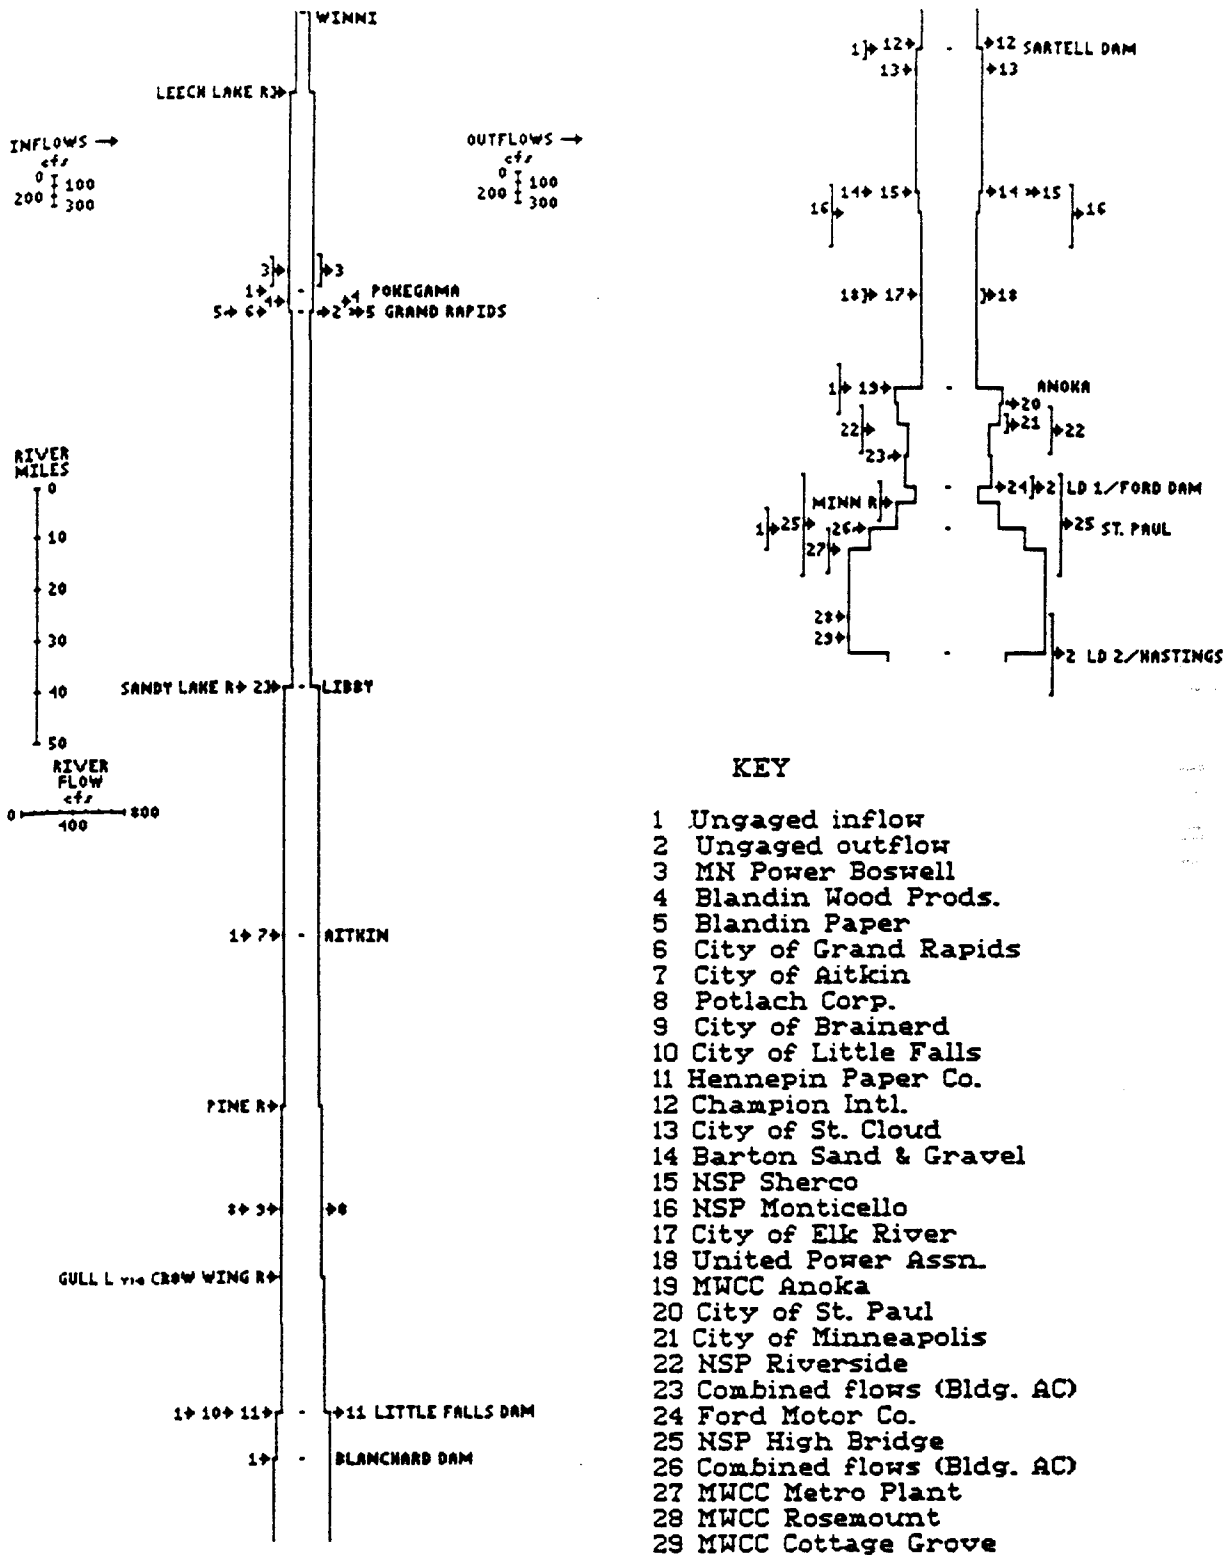 WINNI
LEECH LAKE R
INFLOWS
cfs
0
100
200
300
OUTFLOWS
cfs
0
100
200
300
3
3
1
POKEGAMA
4
4
5 6
2 5 GRAND RAPIDS
RIVER
MILES
0
10
20
30
40
50
SANDY LAKE R 2
LIBBY
RIVER
FLOW
cfs
0
800
400
1 7
AITKIN
PINE R
8 9
8
GULL L via CROW WING R
1 10 11
11 LITTLE FALLS DAM
1
BLANCHARD DAM
1 12
12 SARTELL DAM
13
13
14 15
14 15
16
16
18 17
18
1 19
ANOKA
20
21
22
22
23
24 2 LD 1/FORD DAM
MINN R
1 25 26
25 ST. PAUL
27
28
29
2 LD 2/HASTINGS
KEY
1 Ungaged inflow
2 Ungaged outflow
3 MN Power Boswell
4 Blandin Wood Prods.
5 Blandin Paper
6 City of Grand Rapids
7 City of Aitkin
8 Potlach Corp.
9 City of Brainerd
10 City of Little Falls
11 Hennepin Paper Co.
12 Champion Intl.
13 City of St. Cloud
14 Barton Sand & Gravel
15 NSP Sherco
16 NSP Monticello
17 City of Elk River
18 United Power Assn.
19 MWCC Anoka
20 City of St. Paul
21 City of Minneapolis
22 NSP Riverside
23 Combined flows (Bldg. AC)
24 Ford Motor Co.
25 NSP High Bridge
26 Combined flows (Bldg. AC)
27 MWCC Metro Plant
28 MWCC Rosemount
29 MWCC Cottage Grove